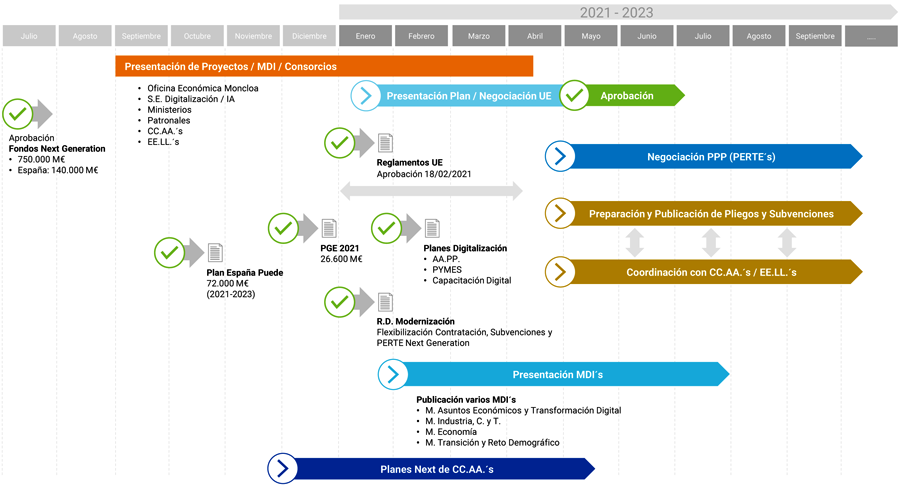 2021 - 2023
Julio Agosto Septiembre Octubre Noviembre Diciembre Enero Febrero Marzo Abril Mayo Junio Julio Agosto Septiembre ....
Presentación de Proyectos / MDI / Consorcios
• Oficina Económica Moncloa
• S.E. Digitalización / IA
• Ministerios
• Patronales
• CC.AA.´s
• EE.LL.´s
Presentación Plan / Negociación UE
Aprobación
Aprobación
Fondos Next Generation
• 750.000 M€
• España: 140.000 M€
Reglamentos UE
Aprobación 18/02/2021
Negociación PPP (PERTE´s)
Preparación y Publicación de Pliegos y Subvenciones
Plan España Puede
72.000 M€
(2021-2023)
PGE 2021
26.600 M€
Planes Digitalización
• AA.PP.
• PYMES
• Capacitación Digital
Coordinación con CC.AA.´s / EE.LL.´s
R.D. Modernización
Flexibilización Contratación, Subvenciones y
PERTE Next Generation
Presentación MDI´s
Publicación varios MDI´s
• M. Asuntos Económicos y Transformación Digital
• M. Industria, C. y T.
• M. Economía
• M. Transición y Reto Demográfico
Planes Next de CC.AA.´s